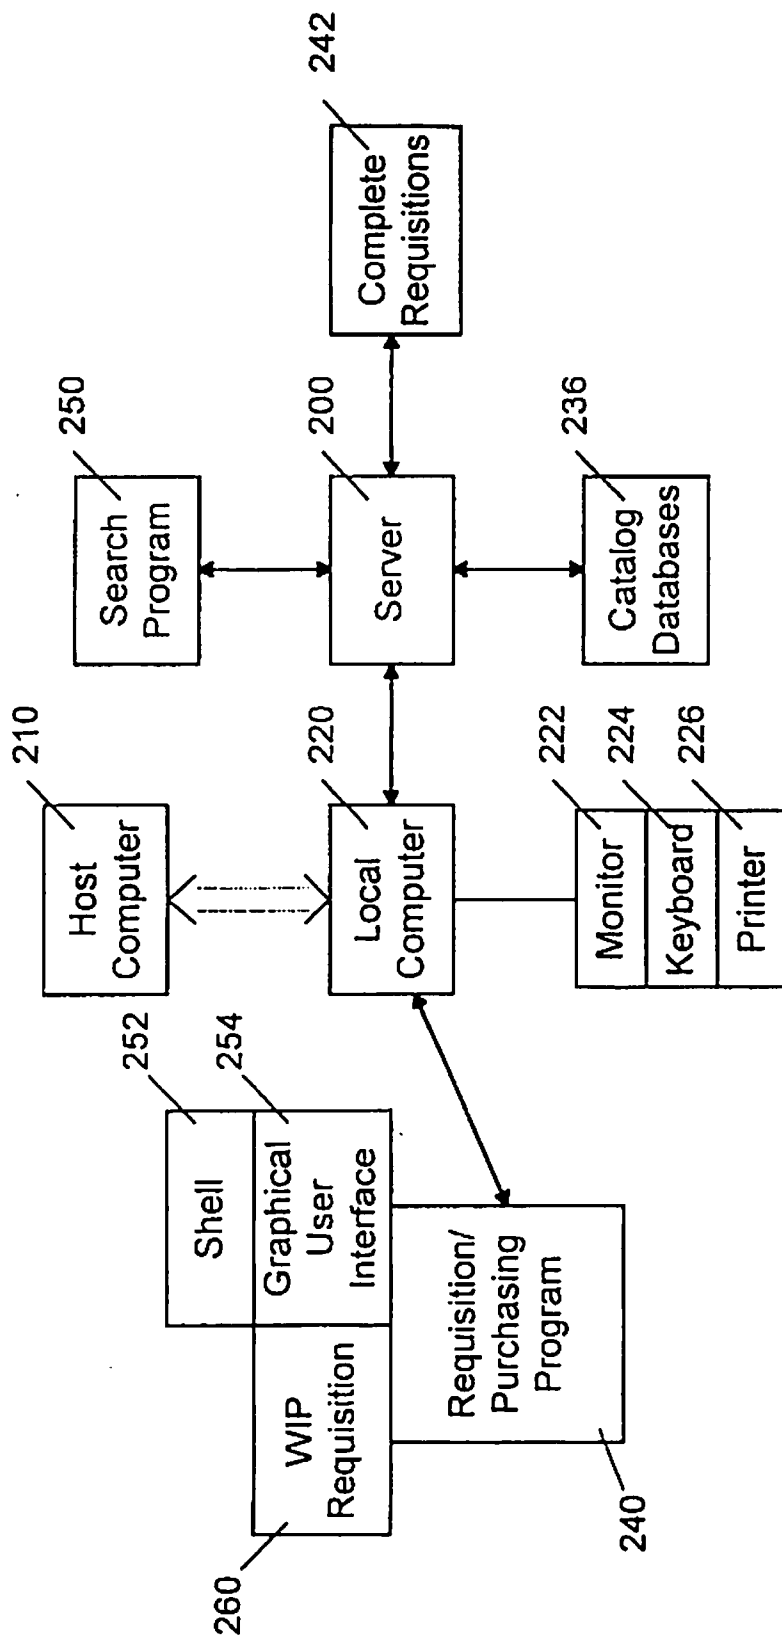 260
WIP
Requisition
252
Shell
254
Graphical
User
Interface
Requisition/
Purchasing
Program
240
210
Host
Computer
220
Local
Computer
222
Monitor
224
Keyboard
226
Printer
250
Search
Program
200
Server
236
Catalog
Databases
242
Complete
Requisitions